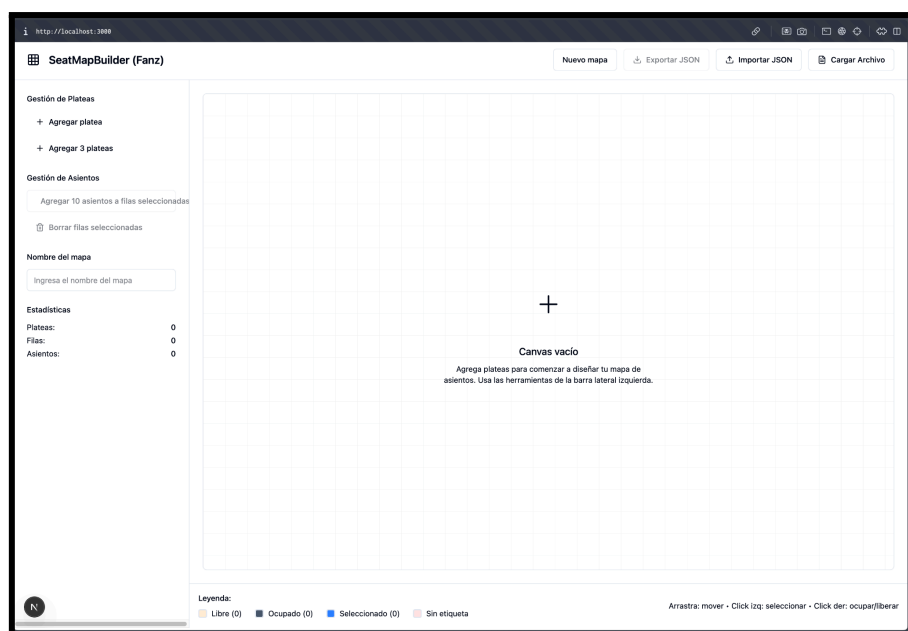 http://localhost:3000
SeatMapBuilder (Fanz)
Nuevo mapa
Exportar JSON
Importar JSON
Cargar Archivo
Gestión de Plateas
+ Agregar platea
+ Agregar 3 plateas
Gestión de Asientos
Agregar 10 asientos a filas seleccionadas
Borrar filas seleccionadas
Nombre del mapa
Ingresa el nombre del mapa
Estadísticas
Plateas: 0
Filas: 0
Asientos: 0
Canvas vacío
Agrega plateas para comenzar a diseñar tu mapa de
asientos. Usa las herramientas de la barra lateral izquierda.
N
Leyenda:
Libre (0) Ocupado (0) Seleccionado (0) Sin etiqueta
Arrastra: mover • Click izq: seleccionar • Click der: ocupar/liberar